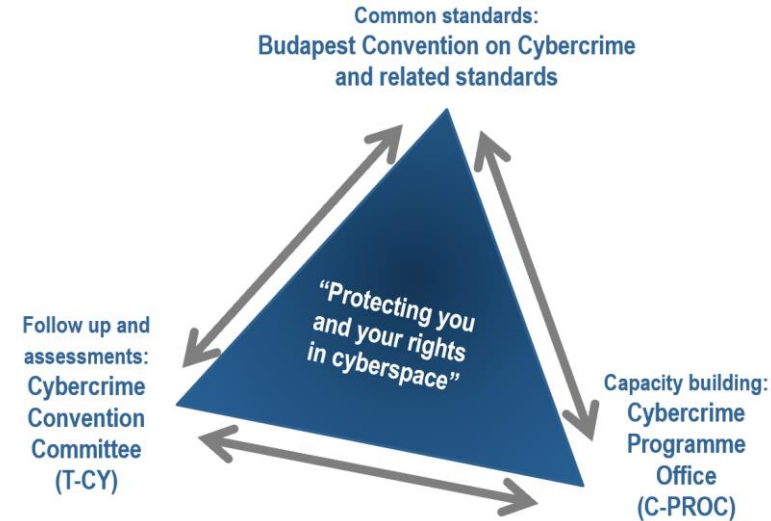 Common standards:
Budapest Convention on Cybercrime
and related standards
“Protecting you
and your rights
in cyberspace”
Follow up and
assessments:
Cybercrime
Convention
Committee
(T-CY)
Capacity building:
Cybercrime
Programme
Office
(C-PROC)